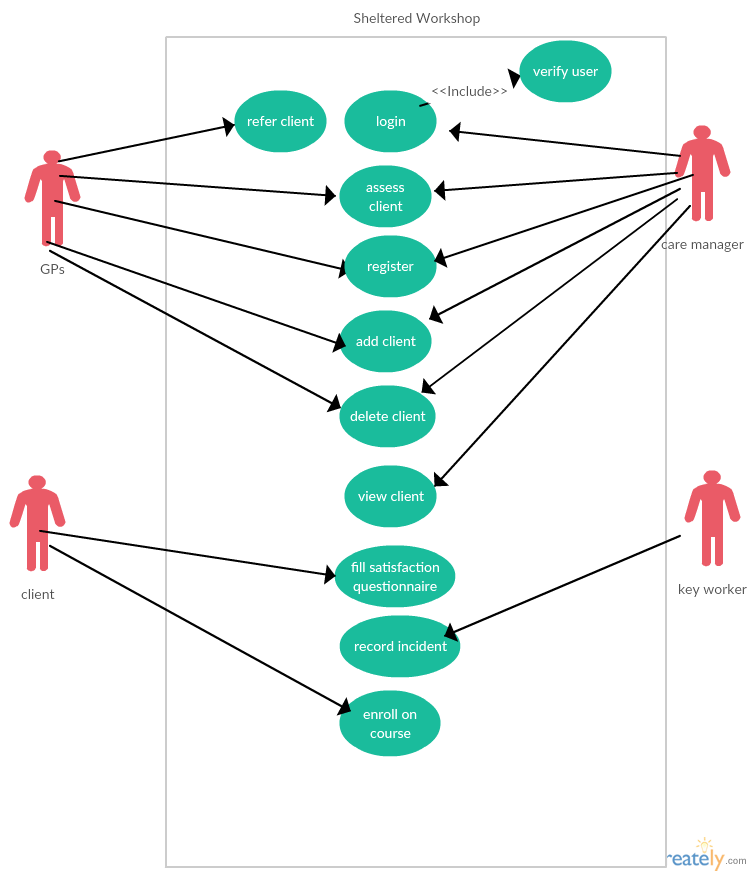 Sheltered Workshop
verify user
<<Include>>
refer client
login
assess
client
care manager
GPs
register
add client
delete client
view client
fill satisfaction
questionnaire
client
key worker
record incident
enroll on
course
reately.com